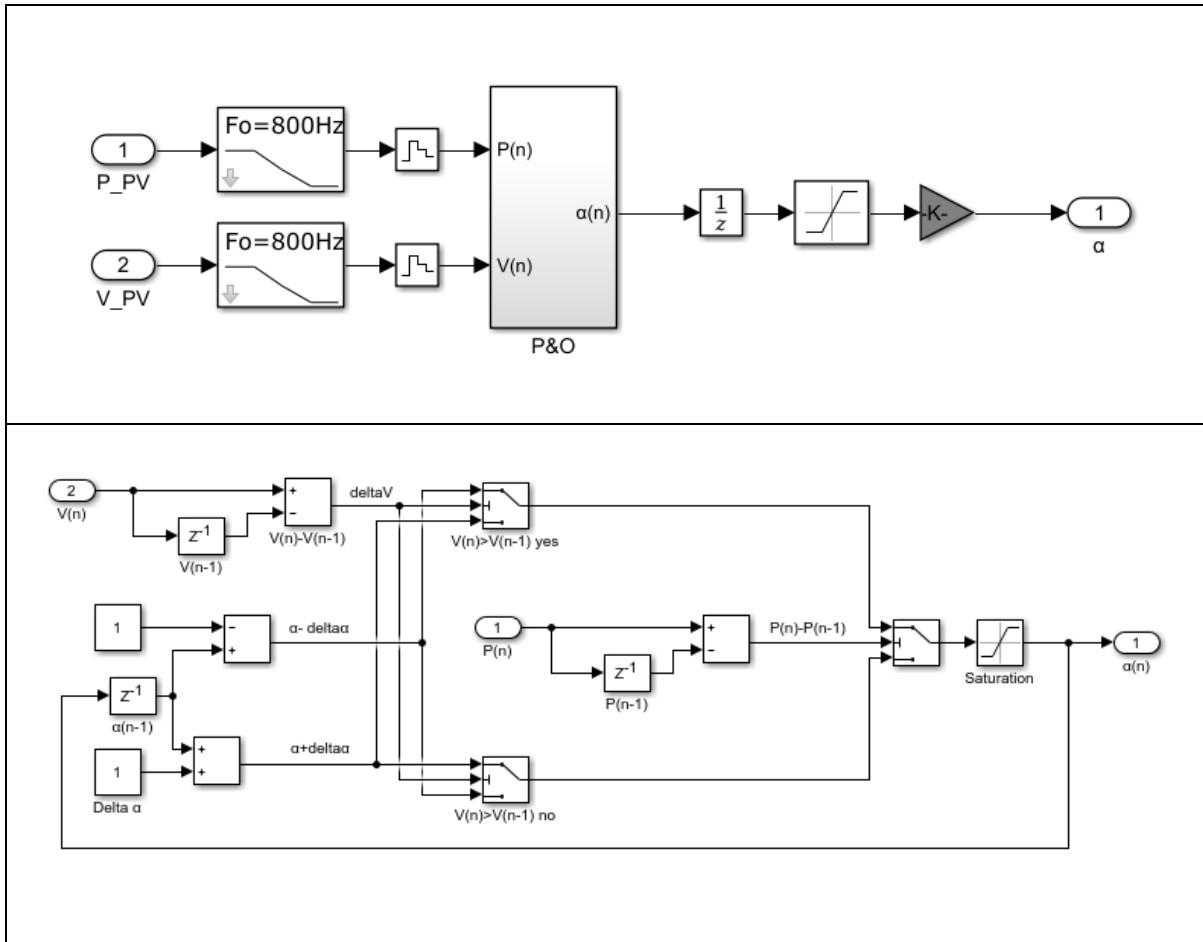 Fo=800Hz
1
P_PV
P(n)
α(n)
1
z
-K-
1
α
Fo=800Hz
2
V_PV
V(n)
P&O
2
V(n)
+
−
deltaV
Z-1
V(n-1)
V(n)-V(n-1)
V(n)>V(n-1) yes
1
−
+
α- deltaα
1
P(n)
+
−
P(n)-P(n-1)
Z-1
P(n-1)
Saturation
1
α(n)
Z-1
α(n-1)
+
+
α+deltaα
1
Delta α
V(n)>V(n-1) no